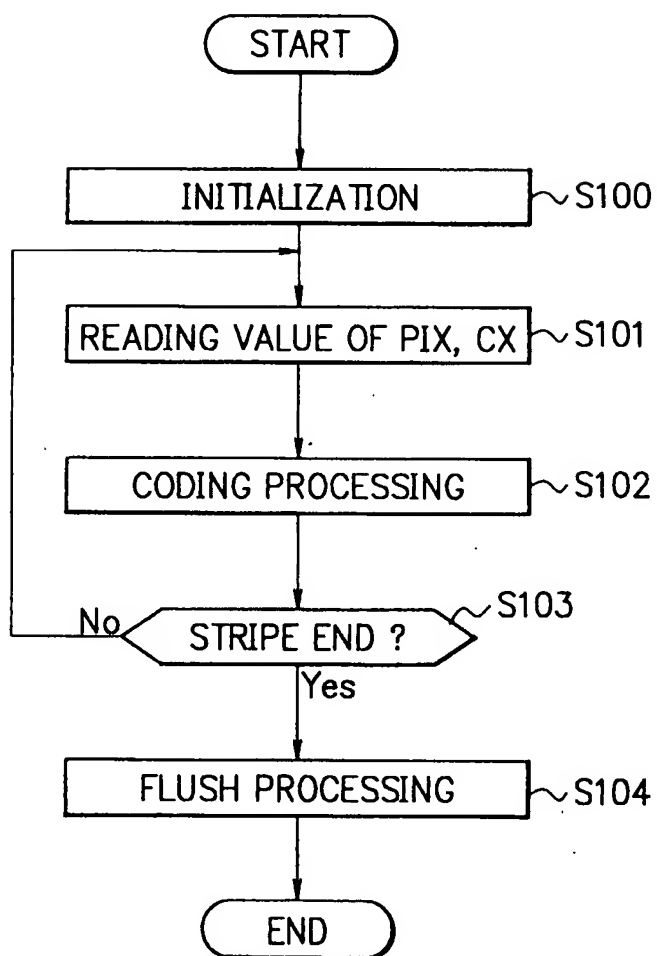 START
INITIALIZATION
S100
READING VALUE OF PIX, CX
S101
CODING PROCESSING
S102
S103
No
STRIPE END ?
Yes
FLUSH PROCESSING
S104
END